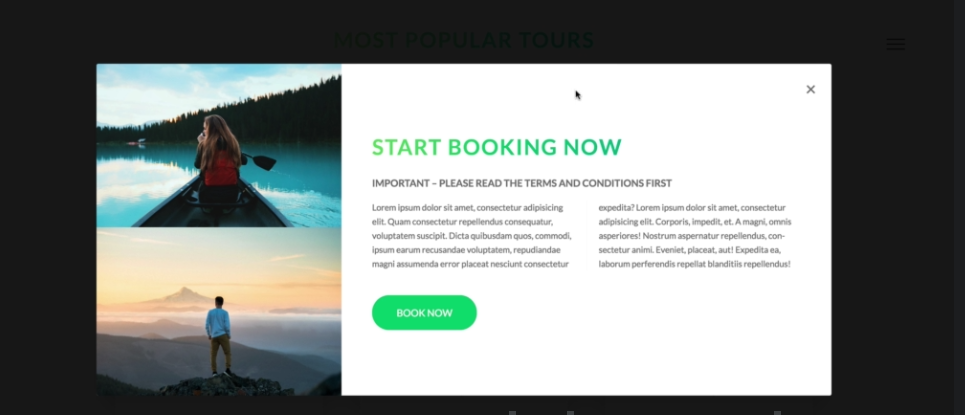 MOST POPULAR TOURS
×
START BOOKING NOW
IMPORTANT – PLEASE READ THE TERMS AND CONDITIONS FIRST
Lorem ipsum dolor sit amet, consectetur adipisicing
elit. Quam consectetur repellendus consequatur,
voluptatem suscipit. Dicta quibusdam quos, commodi,
ipsum earum recusandae voluptatem, repudiandae
magni assumenda error placeat nesciunt consectetur
expedita? Lorem ipsum dolor sit amet, consectetur
adipisicing elit. Corporis, impedit, et. A magni, omnis
asperiores! Nostrum aspernatur repellendus, con-
sectetur animi. Eveniet, placeat, aut! Expedita ea,
laborum perferendis repellat blanditiis repellendus!
BOOK NOW